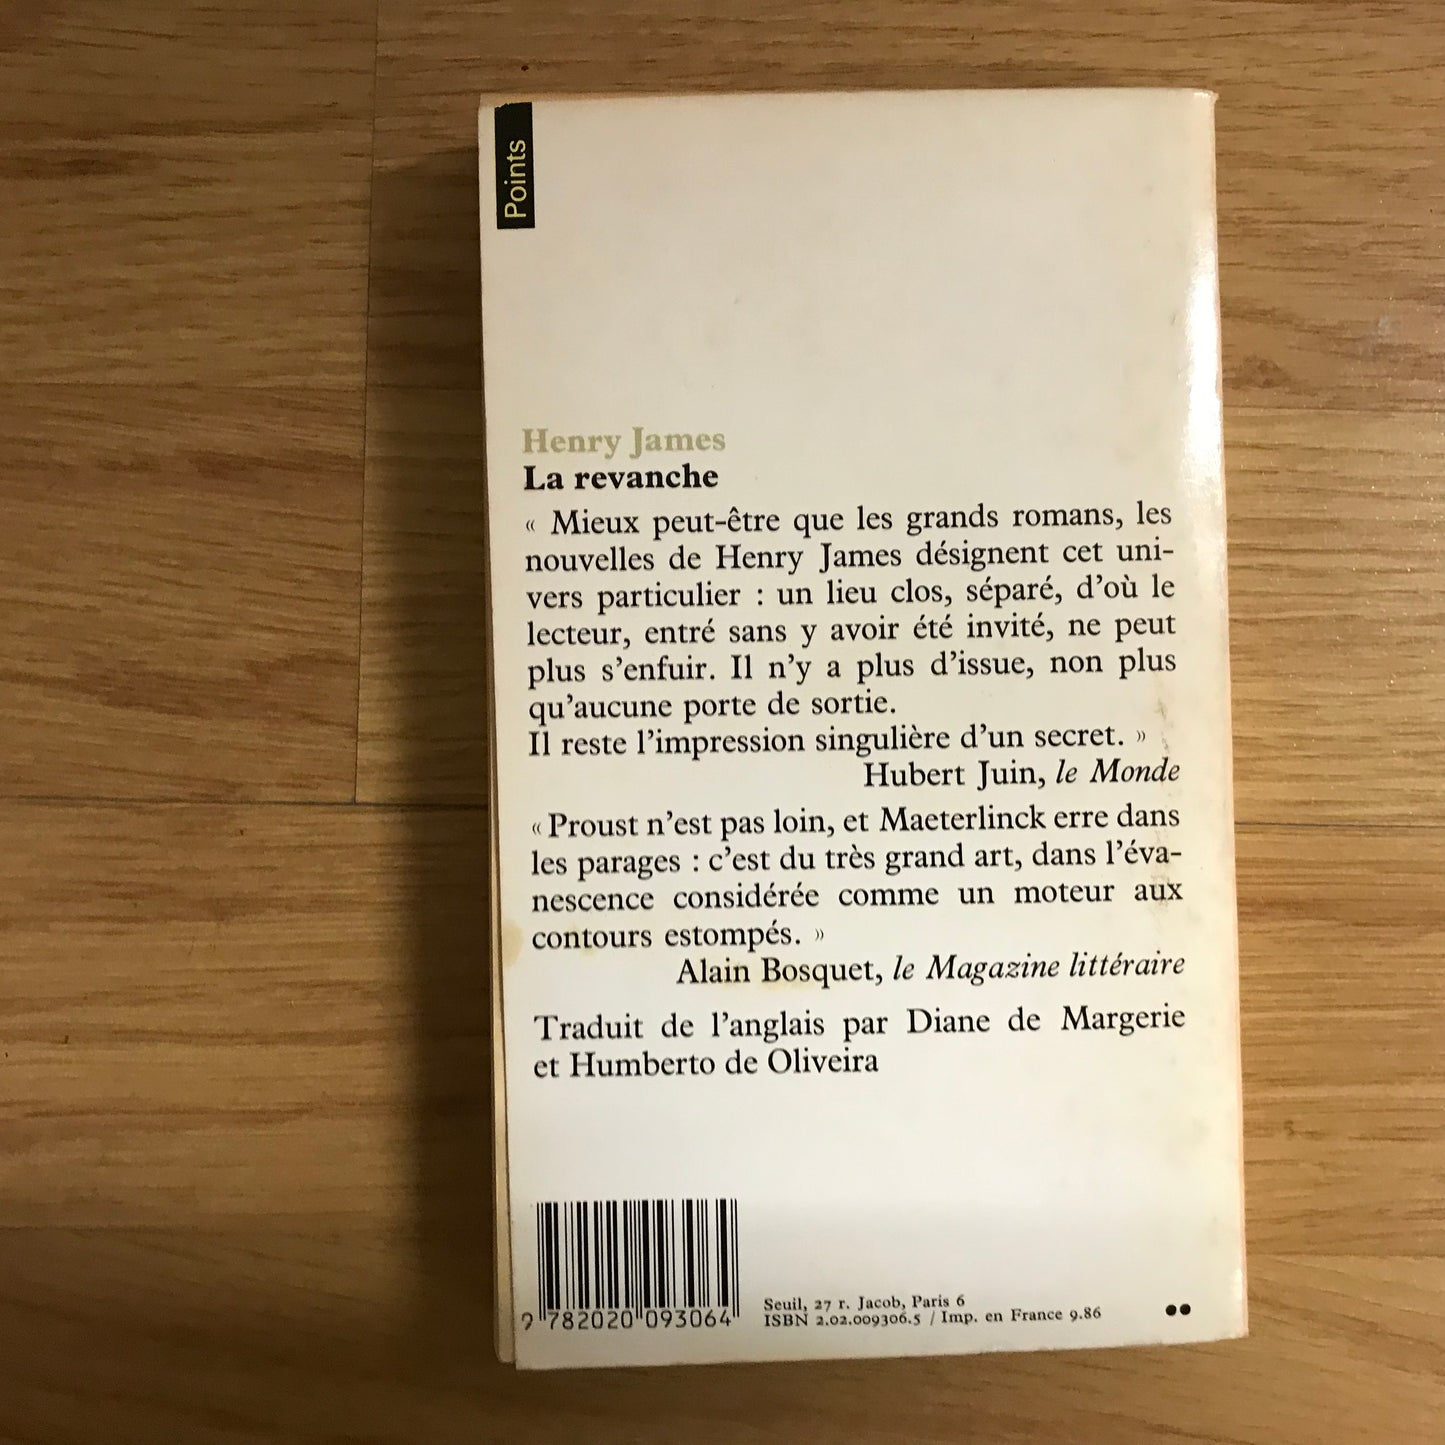 Points
Henry James
La revanche
« Mieux peut-être que les grands romans, les
nouvelles de Henry James désignent cet uni-
vers particulier : un lieu clos, séparé, d'où le
lecteur, entré sans y avoir été invité, ne peut
plus s'enfuir. Il n'y a plus d'issue, non plus
qu'aucune porte de sortie.
Il reste l'impression singulière d'un secret. »
Hubert Juin, le Monde
« Proust n'est pas loin, et Maeterlinck erre dans
les parages : c'est du très grand art, dans l'éva-
nescence considérée comme un moteur aux
contours estompés. »
Alain Bosquet, le Magazine littéraire
Traduit de l'anglais par Diane de Margerie
et Humberto de Oliveira
9 782020 093064
Seuil, 27 r. Jacob, Paris 6
ISBN 2.02.009306.5 / Imp. en France 9.86